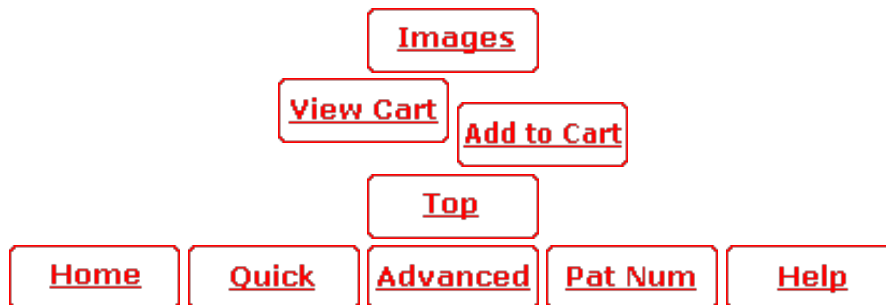 Images
View Cart
Add to Cart
Top
Home Quick Advanced Pat Num Help